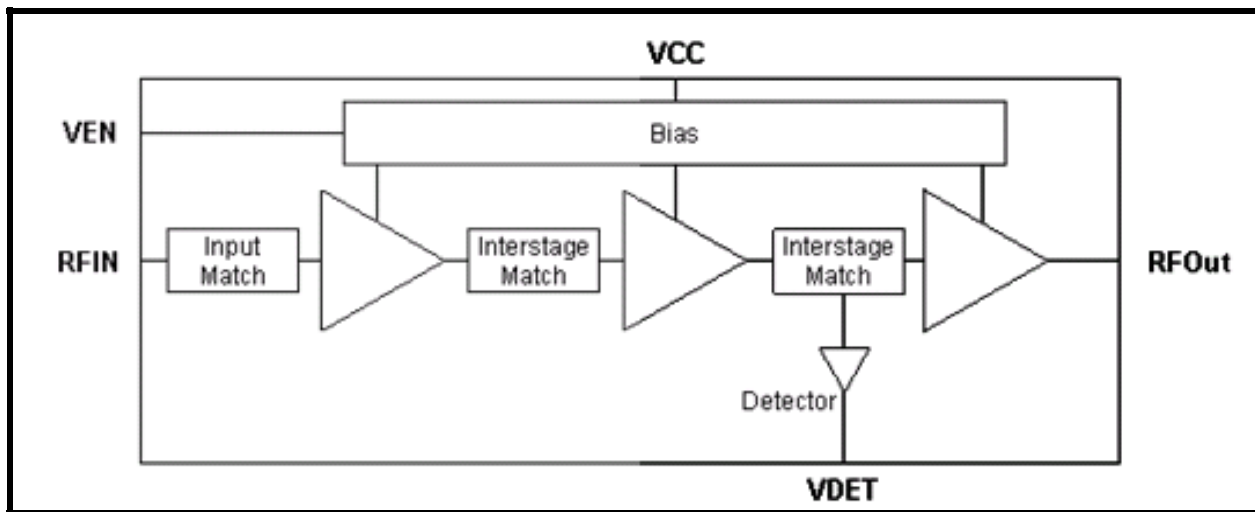 VCC
VEN
Bias
RFIN
Input
Match
Interstage
Match
Interstage
Match
RFOut
Detector
VDET